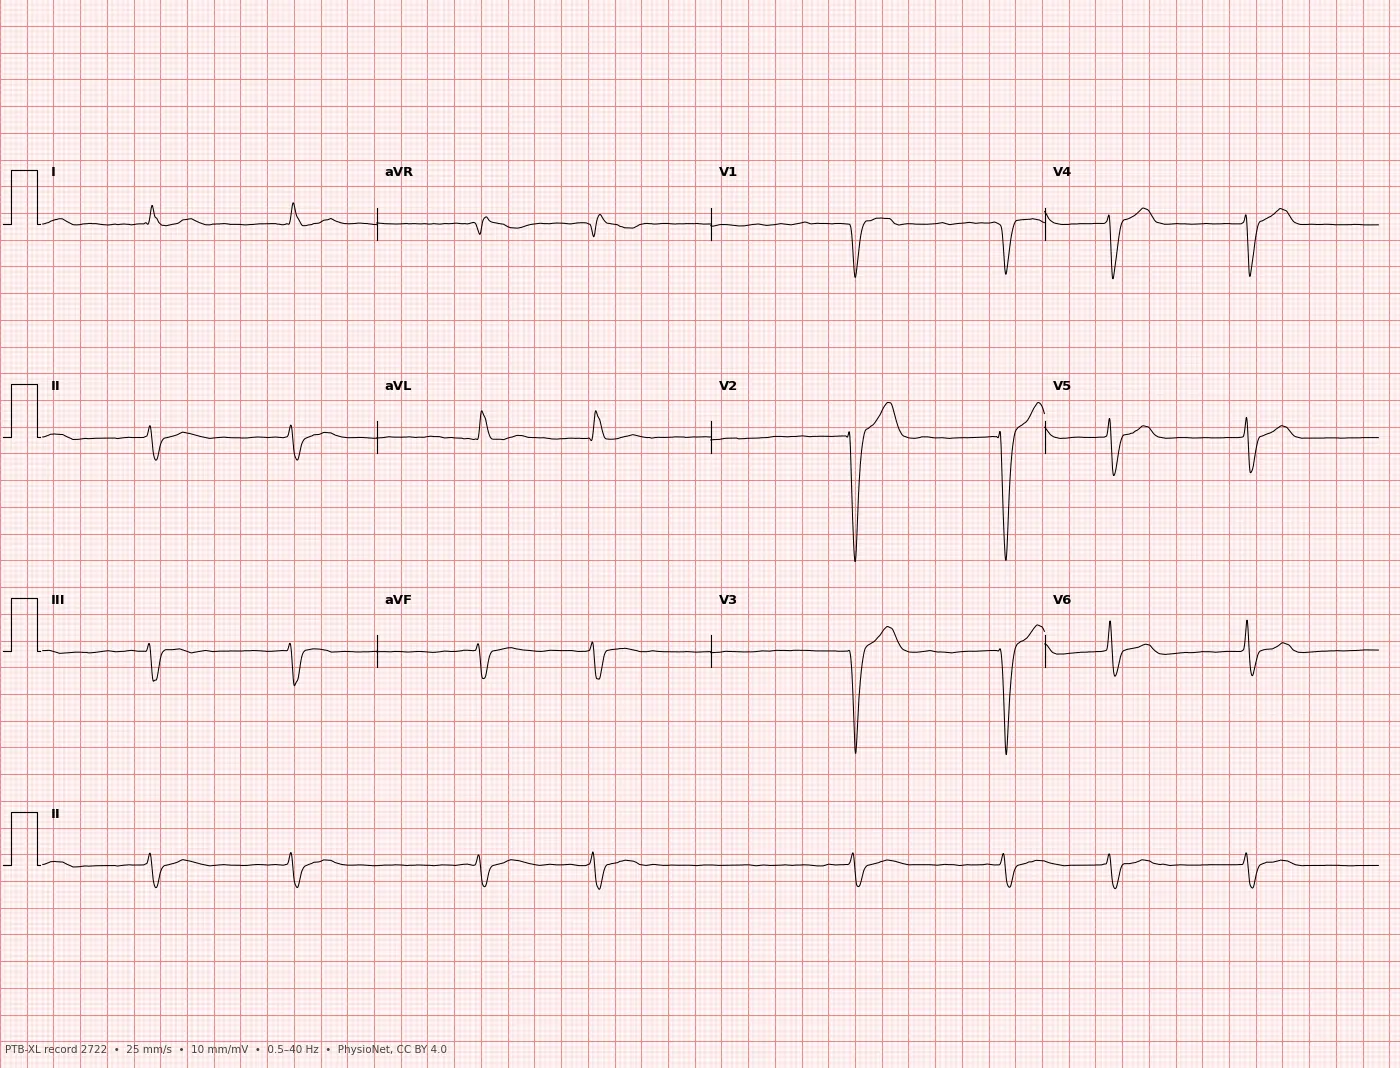 I aVR V1 V4
II aVL V2 V5
III aVF V3 V6
II
PTB-XL record 2722 • 25 mm/s • 10 mm/mV • 0.5–40 Hz • PhysioNet, CC BY 4.0